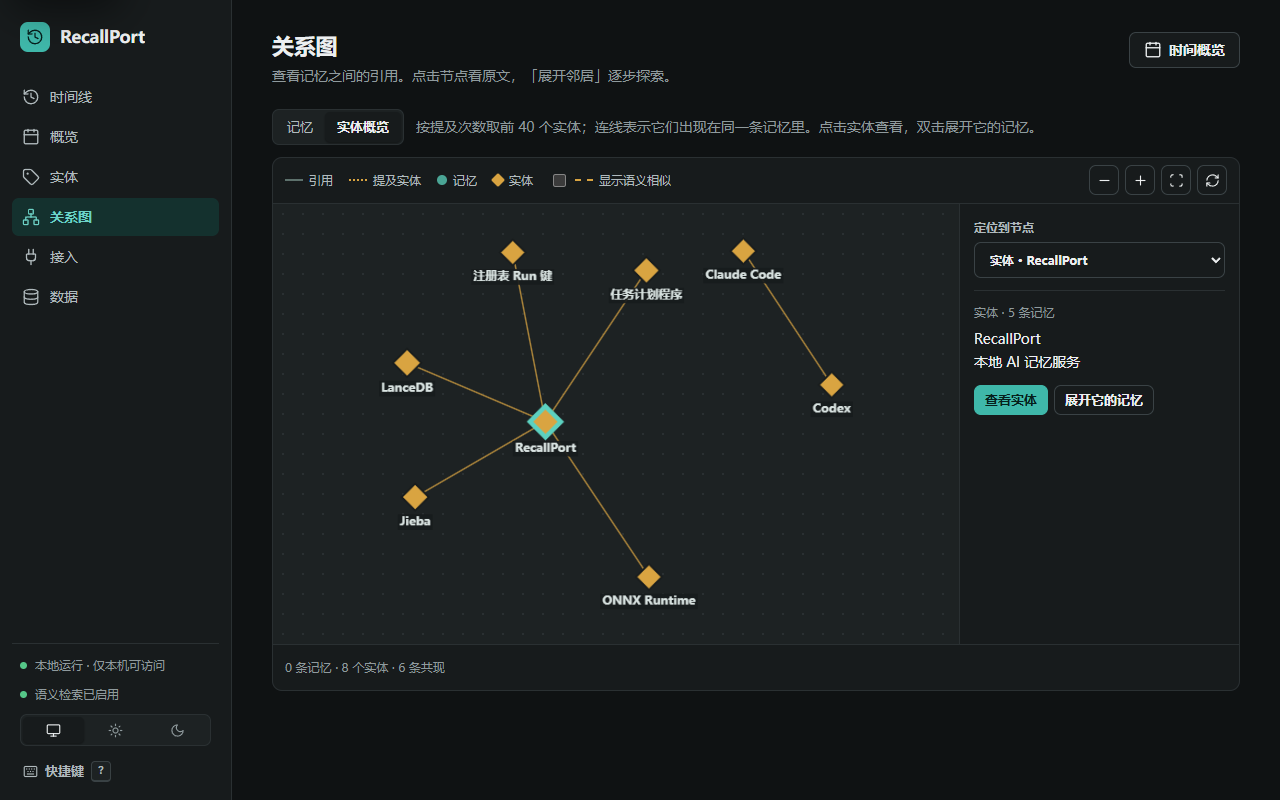 RecallPort
时间线
概览
实体
关系图
接入
数据
本地运行 · 仅本机可访问
语义检索已启用
快捷键 ?
关系图
查看记忆之间的引用。点击节点看原文，「展开邻居」逐步探索。
时间概览
记忆 实体概览 按提及次数取前 40 个实体；连线表示它们出现在同一条记忆里。点击实体查看，双击展开它的记忆。
引用 提及实体 记忆 实体 显示语义相似
注册表 Run 键
任务计划程序
Claude Code
LanceDB
Codex
RecallPort
Jieba
ONNX Runtime
定位到节点
实体 · RecallPort
实体 · 5 条记忆
RecallPort
本地 AI 记忆服务
查看实体 展开它的记忆
0 条记忆 · 8 个实体 · 6 条共现